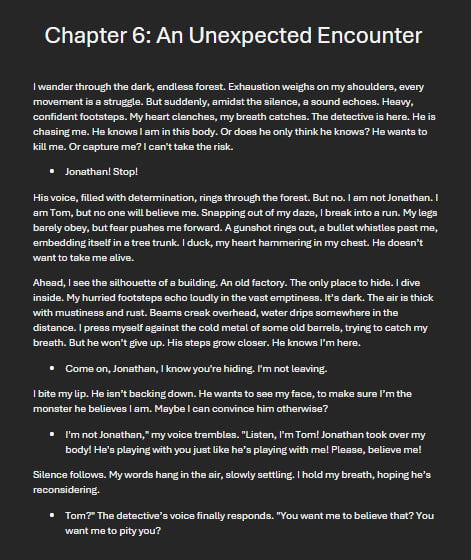 Chapter 6: An Unexpected Encounter
I wander through the dark, endless forest. Exhaustion weighs on my shoulders, every
movement is a struggle. But suddenly, amidst the silence, a sound echoes. Heavy,
confident footsteps. My heart clenches, my breath catches. The detective is here. He is
chasing me. He knows I am in this body. Or does he only think he knows? He wants to
kill me. Or capture me? I can't take the risk.
• Jonathan! Stop!
His voice, filled with determination, rings through the forest. But no. I am not Jonathan. I
am Tom, but no one will believe me. Snapping out of my daze, I break into a run. My legs
barely obey, but fear pushes me forward. A gunshot rings out, a bullet whistles past me,
embedding itself in a tree trunk. I duck, my heart hammering in my chest. He doesn't
want to take me alive.
Ahead, I see the silhouette of a building. An old factory. The only place to hide. I dive
inside. My hurried footsteps echo loudly in the vast emptiness. It's dark. The air is thick
with mustiness and rust. Beams creak overhead, water drips somewhere in the
distance. I press myself against the cold metal of some old barrels, trying to catch my
breath. But he won't give up. His steps grow closer. He knows I'm here.
• Come on, Jonathan, I know you're hiding. I'm not leaving.
I bite my lip. He isn't backing down. He wants to see my face, to make sure I'm the
monster he believes I am. Maybe I can convince him otherwise?
• I'm not Jonathan," my voice trembles. "Listen, I'm Tom! Jonathan took over my
body! He's playing with you just like he's playing with me! Please, believe me!
Silence follows. My words hang in the air, slowly settling. I hold my breath, hoping he's
reconsidering.
• Tom?" The detective's voice finally responds. "You want me to believe that? You
want me to pity you?